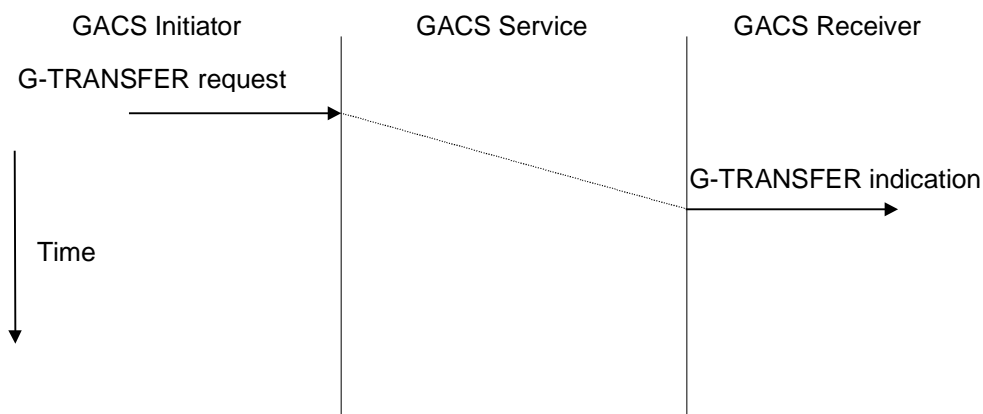 GACS Initiator
GACS Service
GACS Receiver
G-TRANSFER request
G-TRANSFER indication
Time